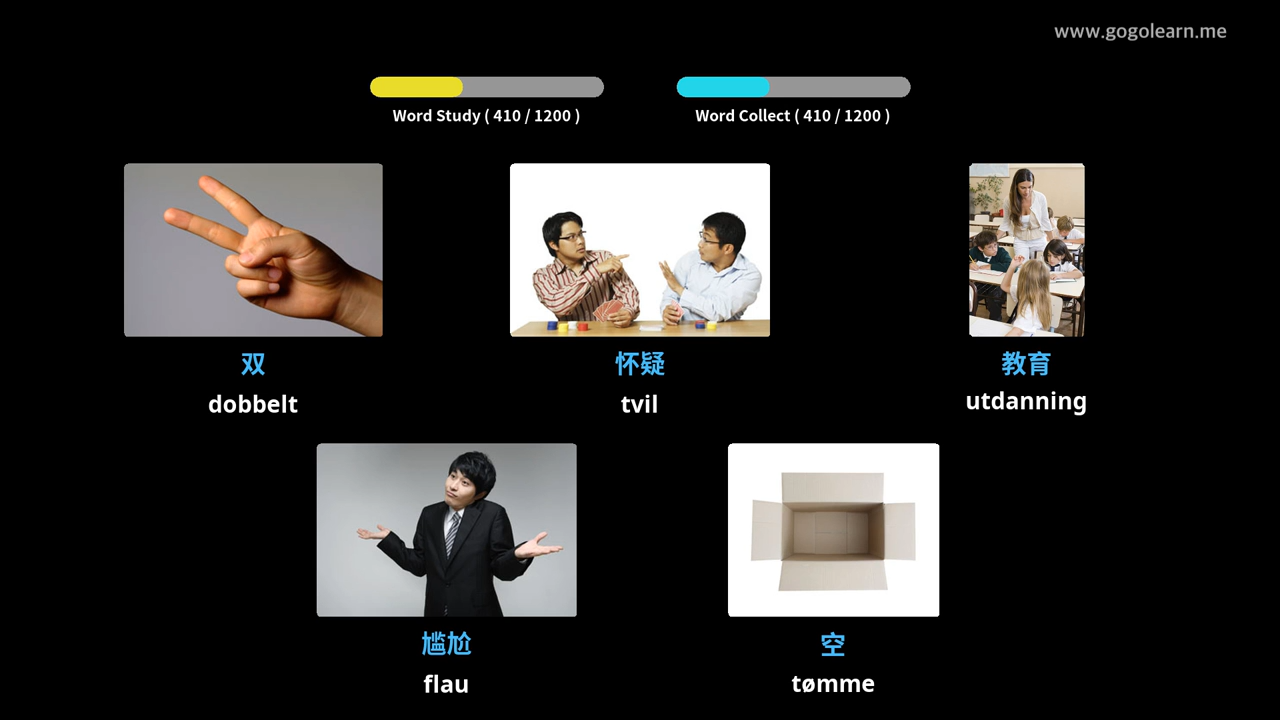 www.gogolearn.me
Word Study ( 410 / 1200 )
Word Collect ( 410 / 1200 )
双
dobbelt
怀疑
tvil
教育
utdanning
尴尬
flau
空
tømme